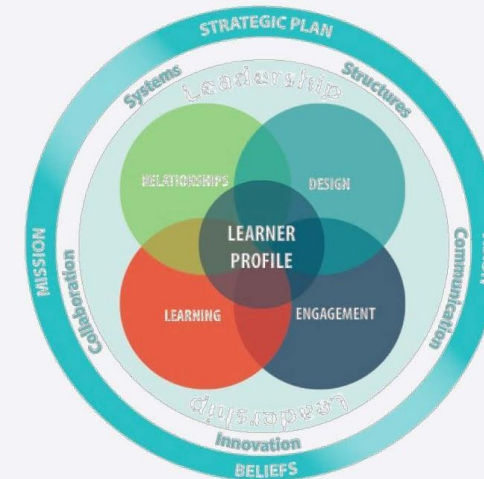 STRATEGIC PLAN
Systems
Structures
Leadership
RELATIONSHIPS
DESIGN
LEARNER
PROFILE
MISSION
Collaboration
Communication
LEARNING
ENGAGEMENT
Leadership
Innovation
BELIEFS